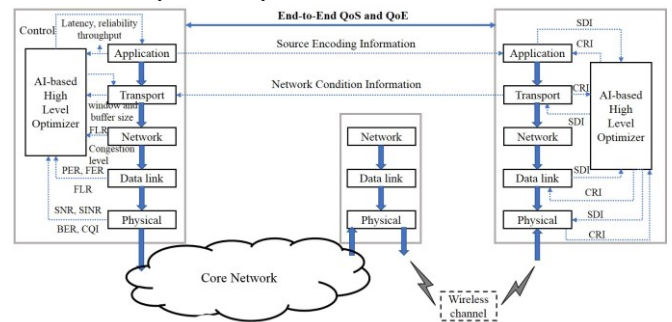 End-to-End QoS and QoE
Control
Latency, reliability
throughput
Application
AI-based
High
Level
Optimizer
Transport
window and
buffer size
FLR
Network
Congestion
level
PER, FER
Data link
FLR
SNR, SINR
Physical
BER, CQI
Source Encoding Information
Network Condition Information
Network
Data link
Physical
Core Network
Wireless
channel
SDI
Application
CRI
AI-based
High
Level
Optimizer
Transport
CRI
SDI
Network
Data link
SDI
CRI
Physical
SDI
CRI